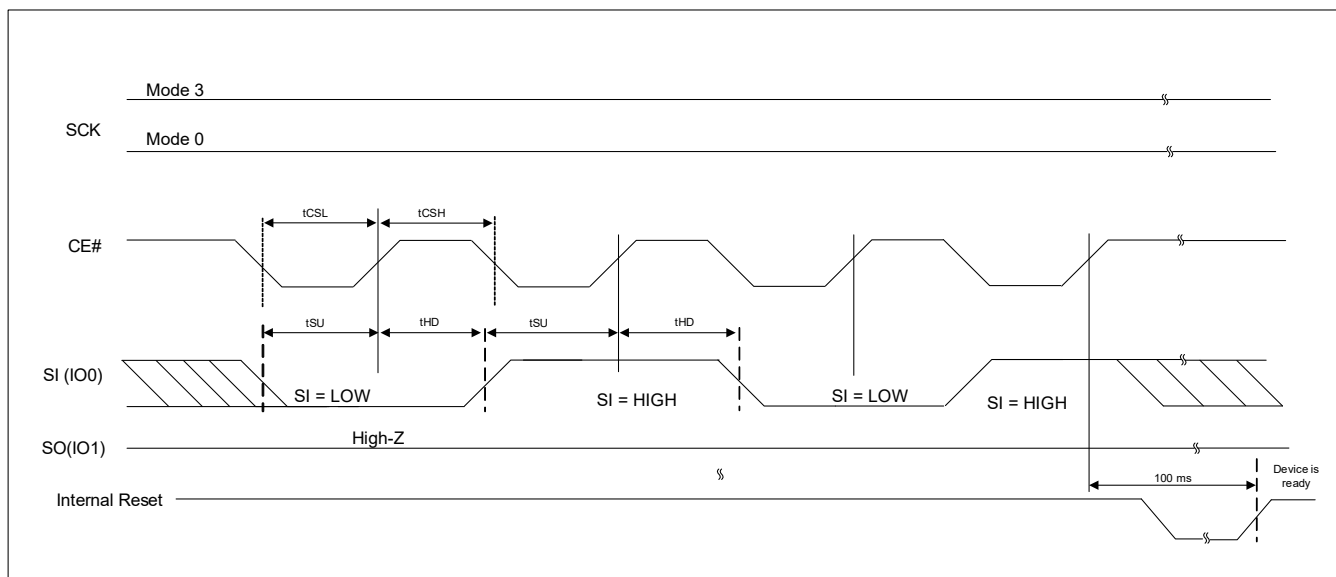 Mode 3
SCK
Mode 0
tCSL
tCSH
CE#
tSU
tHD
tSU
tHD
SI (IO0)
SI = LOW
SI = HIGH
SI = LOW
SI = HIGH
High-Z
SO(IO1)
100 ms
Device is
ready
Internal Reset